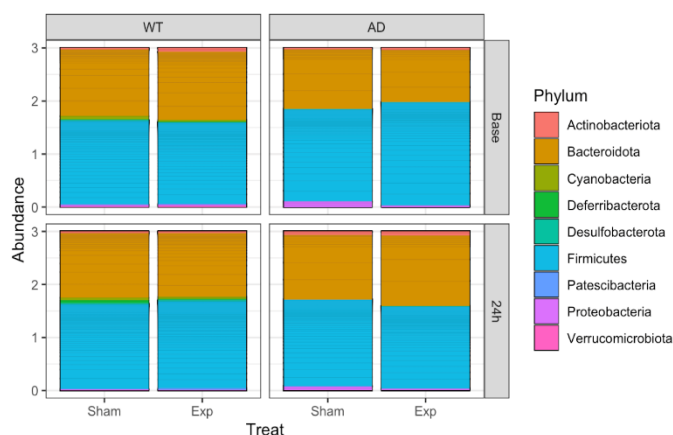 WT
AD
3
2
1
0
Base
3
2
1
0
24h
Abundance
Sham
Exp
Sham
Exp
Treat
Phylum
Actinobacteriota
Bacteroidota
Cyanobacteria
Deferribacterota
Desulfobacterota
Firmicutes
Patescibacteria
Proteobacteria
Verrucomicrobiota